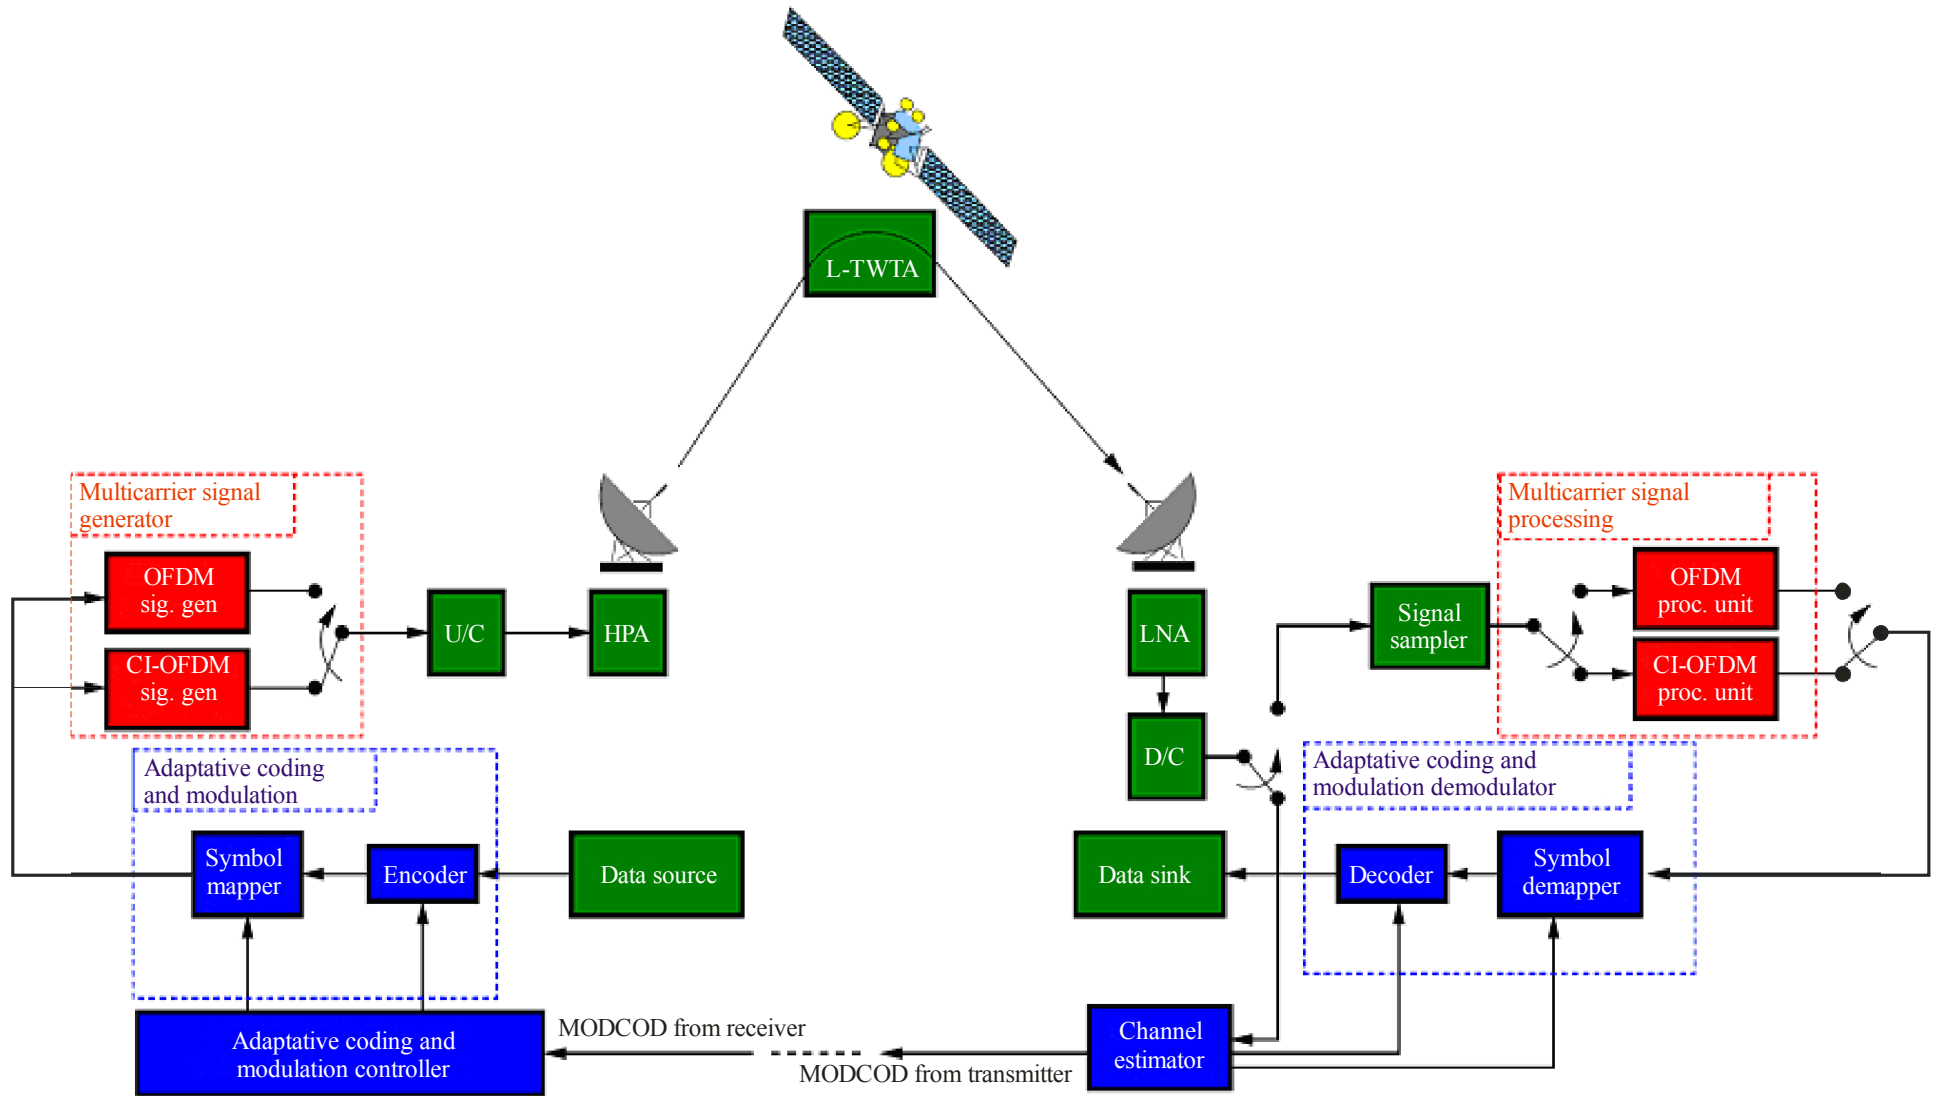 L-TWTA
Multicarrier signal
generator
OFDM
sig. gen
CI-OFDM
sig. gen
U/C
HPA
LNA
D/C
Signal
sampler
Multicarrier signal
processing
OFDM
proc. unit
CI-OFDM
proc. unit
Adaptative coding
and modulation
Symbol
mapper
Encoder
Data source
Data sink
Adaptative coding and
modulation demodulator
Decoder
Symbol
demapper
Adaptative coding and
modulation controller
MODCOD from receiver
MODCOD from transmitter
Channel
estimator